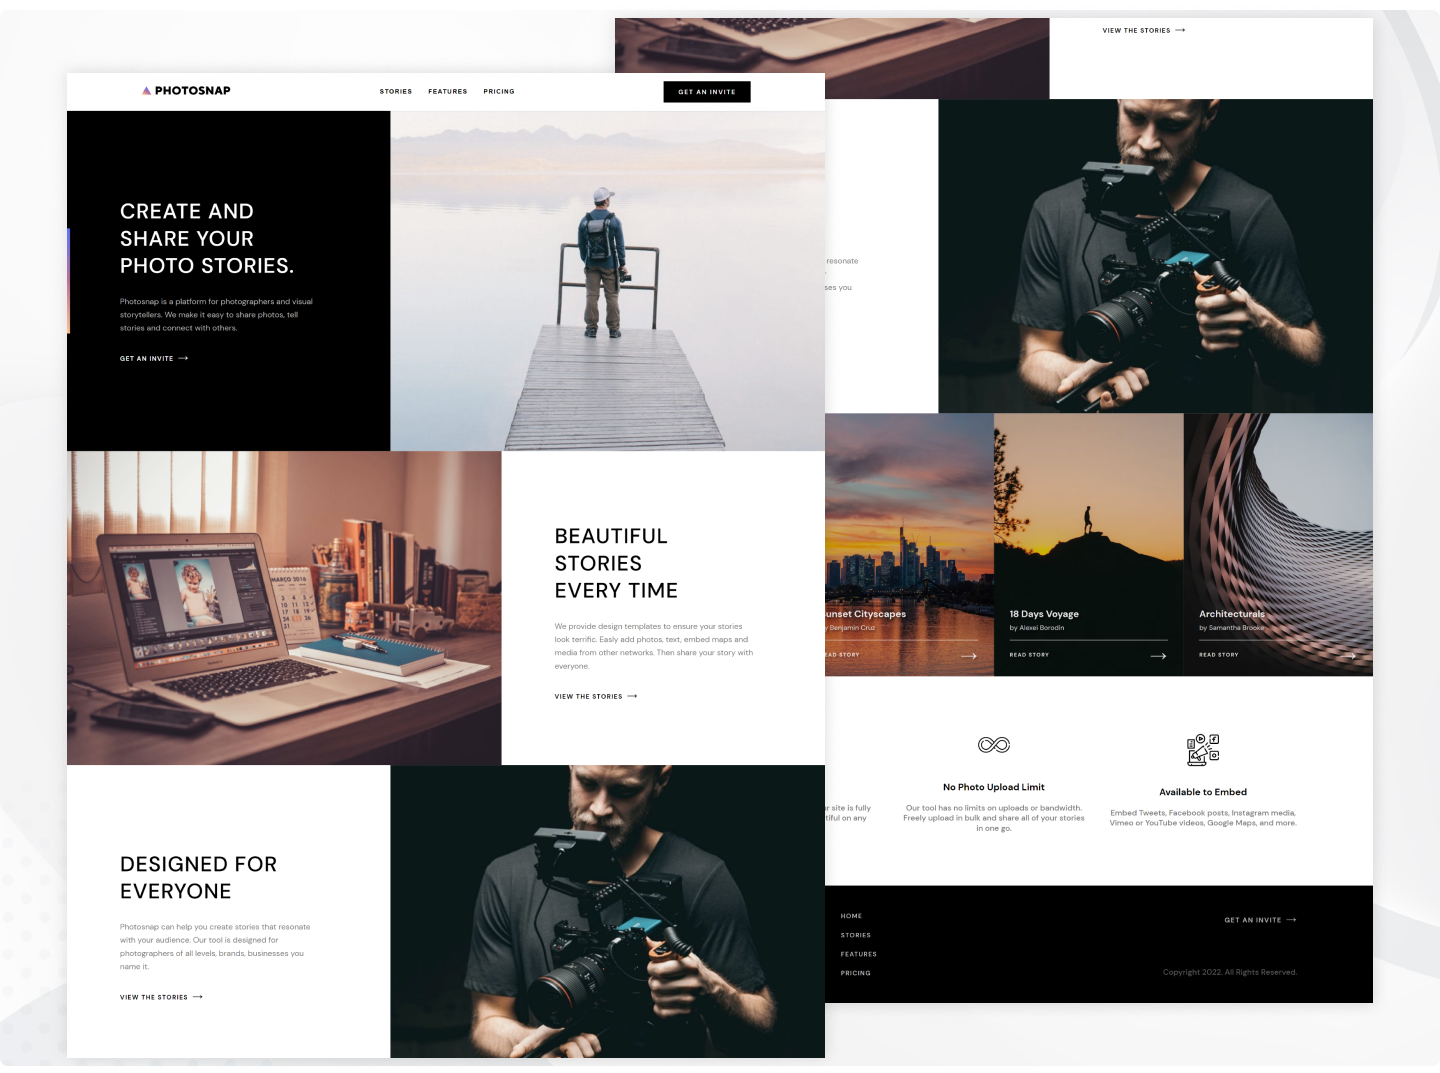 PHOTOSNAP
STORIES
FEATURES
PRICING
GET AN INVITE
CREATE AND
SHARE YOUR
PHOTO STORIES.
Photosnap is a platform for photographers and visual
storytellers. We make it easy to share photos, tell
stories and connect with others.
GET AN INVITE
MARÇO 2016
BEAUTIFUL
STORIES
EVERY TIME
We provide design templates to ensure your stories
look terrific. Easly add photos, text, embed maps and
media from other networks. Then share your story with
everyone.
VIEW THE STORIES
DESIGNED FOR
EVERYONE
Photosnap can help you create stories that resonate
with your audience. Our tool is designed for
photographers of all levels, brands, businesses you
name it.
VIEW THE STORIES
VIEW THE STORIES
resonate
ses you
unset Cityscapes
y Benjamin Cruz
EAD STORY
18 Days Voyage
by Alexei Borodin
READ STORY
Architecturals
by Samantha Brooke
READ STORY
r site is fully
tiful on any
No Photo Upload Limit
Our tool has no limits on uploads or bandwidth.
Freely upload in bulk and share all of your stories
in one go.
Available to Embed
Embed Tweets, Facebook posts, Instagram media,
Vimeo or YouTube videos, Google Maps, and more.
HOME
STORIES
FEATURES
PRICING
GET AN INVITE
Copyright 2022. All Rights Reserved.